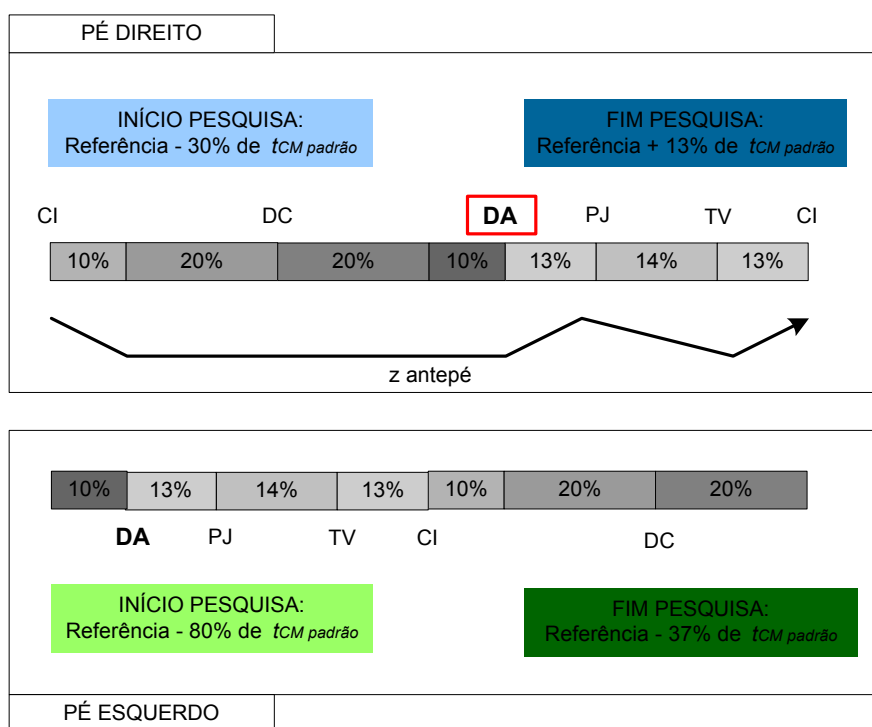 PÉ DIREITO
INÍCIO PESQUISA:
Referência - 30% de tCM padrão
FIM PESQUISA:
Referência + 13% de tCM padrão
CI DC DA PJ TV CI
10% 20% 20% 10% 13% 14% 13%
z antepé
10% 13% 14% 13% 10% 20% 20%
DA PJ TV CI DC
INÍCIO PESQUISA:
Referência - 80% de tCM padrão
FIM PESQUISA:
Referência - 37% de tCM padrão
PÉ ESQUERDO